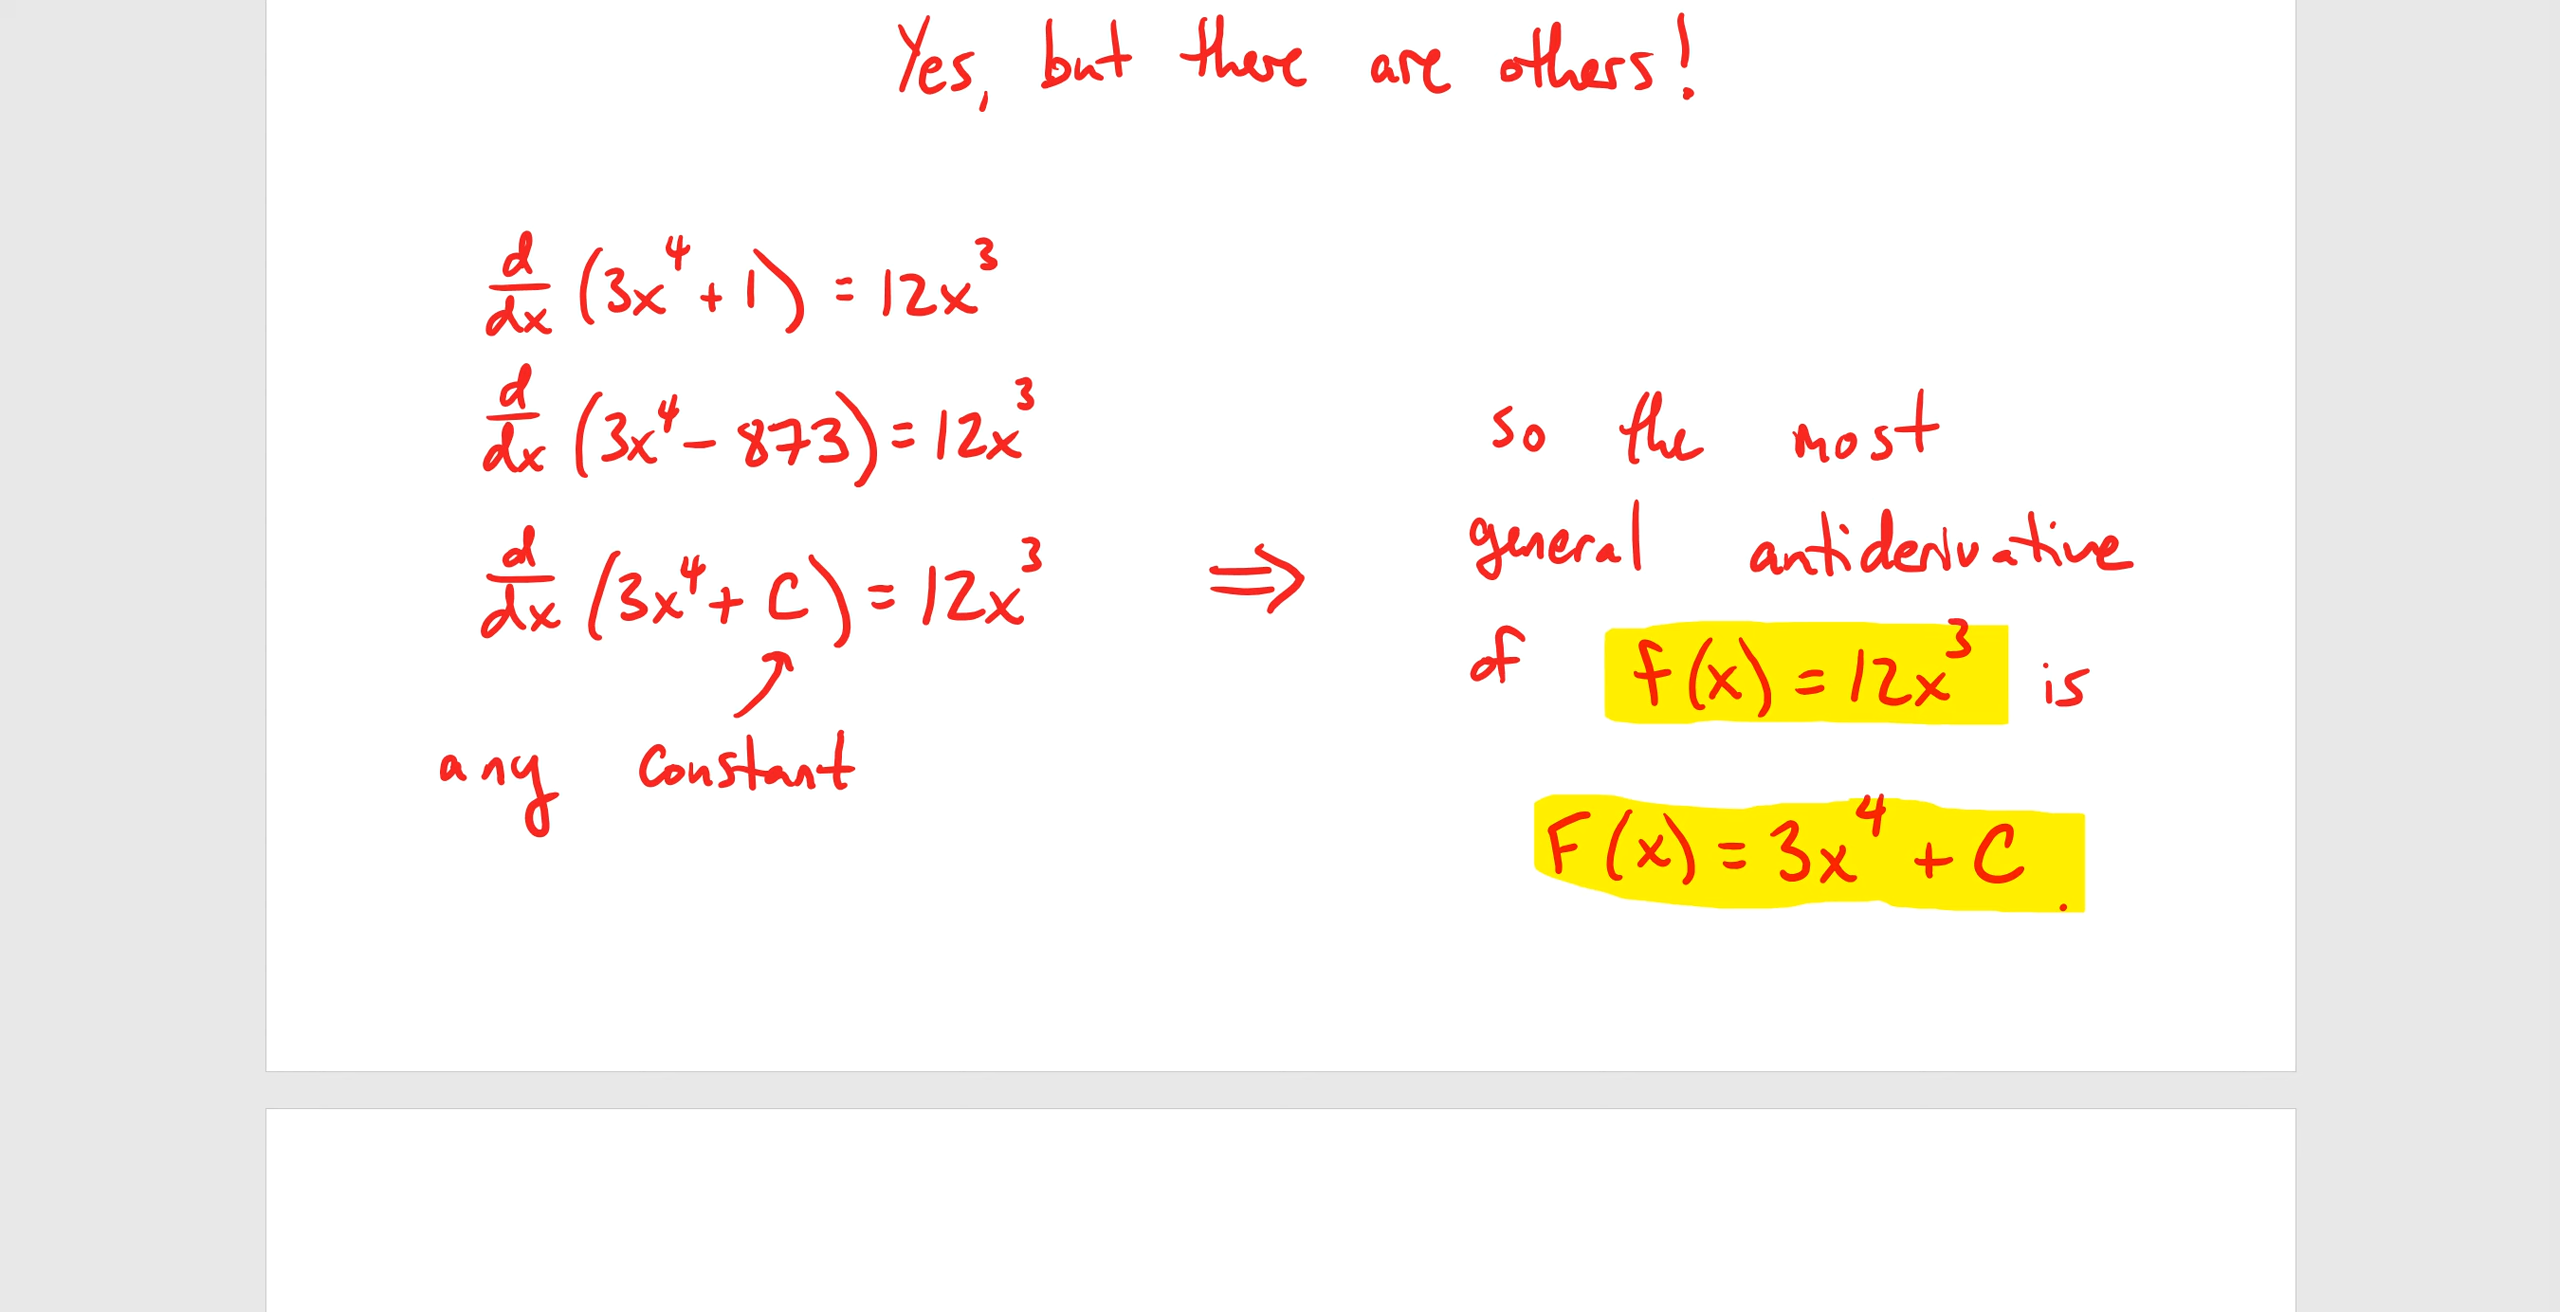 Yes, but there are others!
d/dx (3x⁴ + 1) = 12x³
d/dx (3x⁴ - 873) = 12x³
d/dx (3x⁴ + C) = 12x³
any constant
⇒
so the most
general antiderivative
of f(x) = 12x³ is
F(x) = 3x⁴ + C.